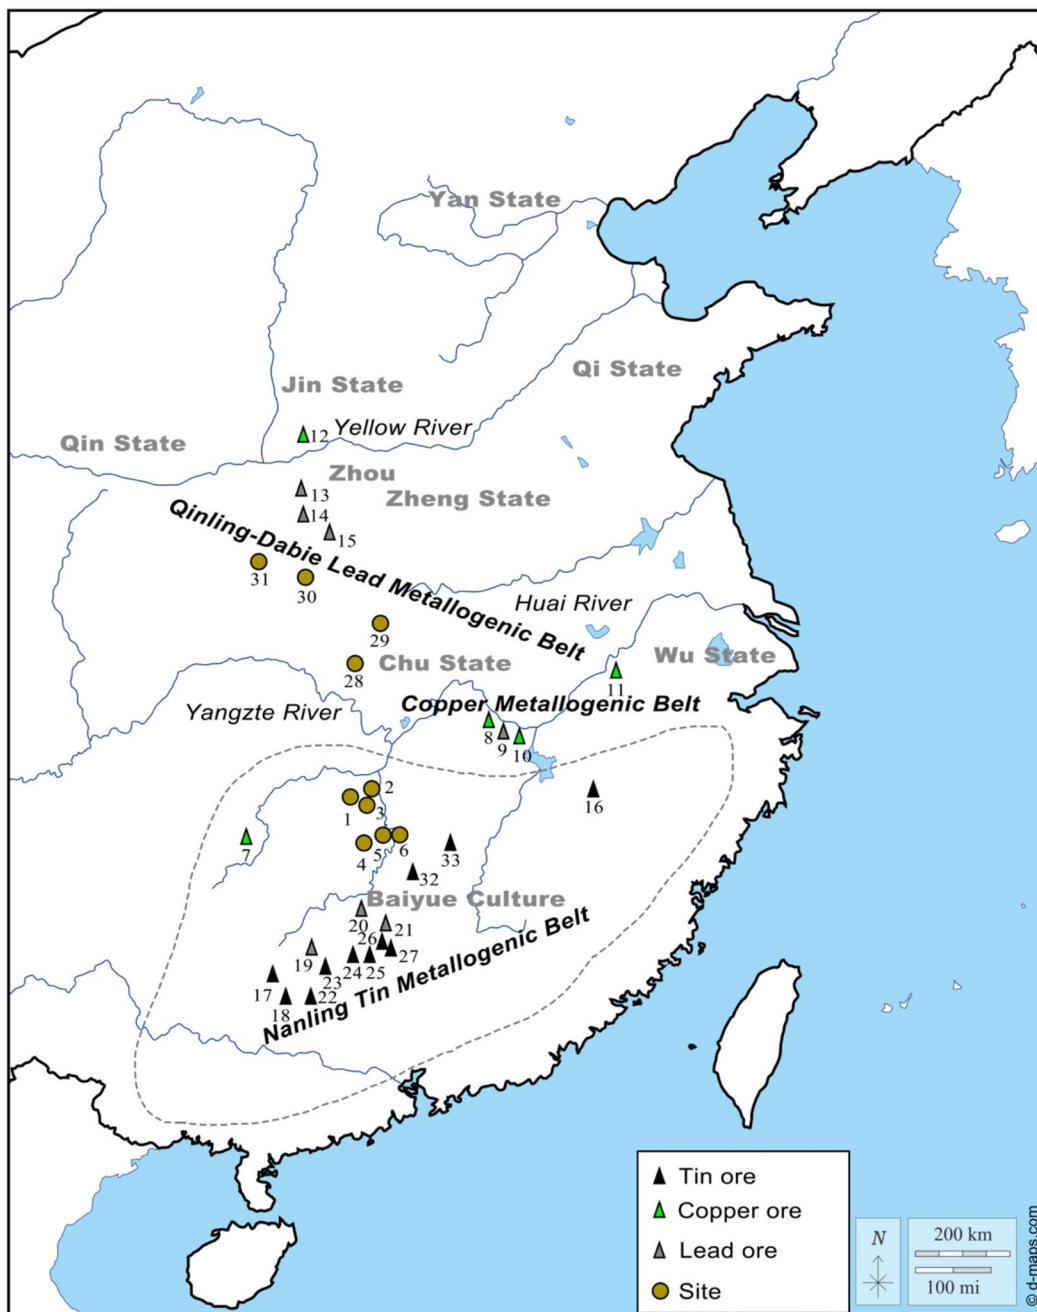 Yan State
Qi State
Jin State
12
Yellow River
Qin State
Zhou
13
Zheng State
14
15
Qinling-Dabie Lead Metallogenic Belt
31
30
Huai River
29
Chu State
28
Wu State
11
Copper Metallogenic Belt
Yangzte River
8
9
10
2
1
3
16
7
4
5
6
33
32
Baiyue Culture
20
21
26
27
19
24
25
23
17
18
22
Nanling Tin Metallogenic Belt
Tin ore
Copper ore
Lead ore
Site
N
200 km
100 mi
© d-maps.com